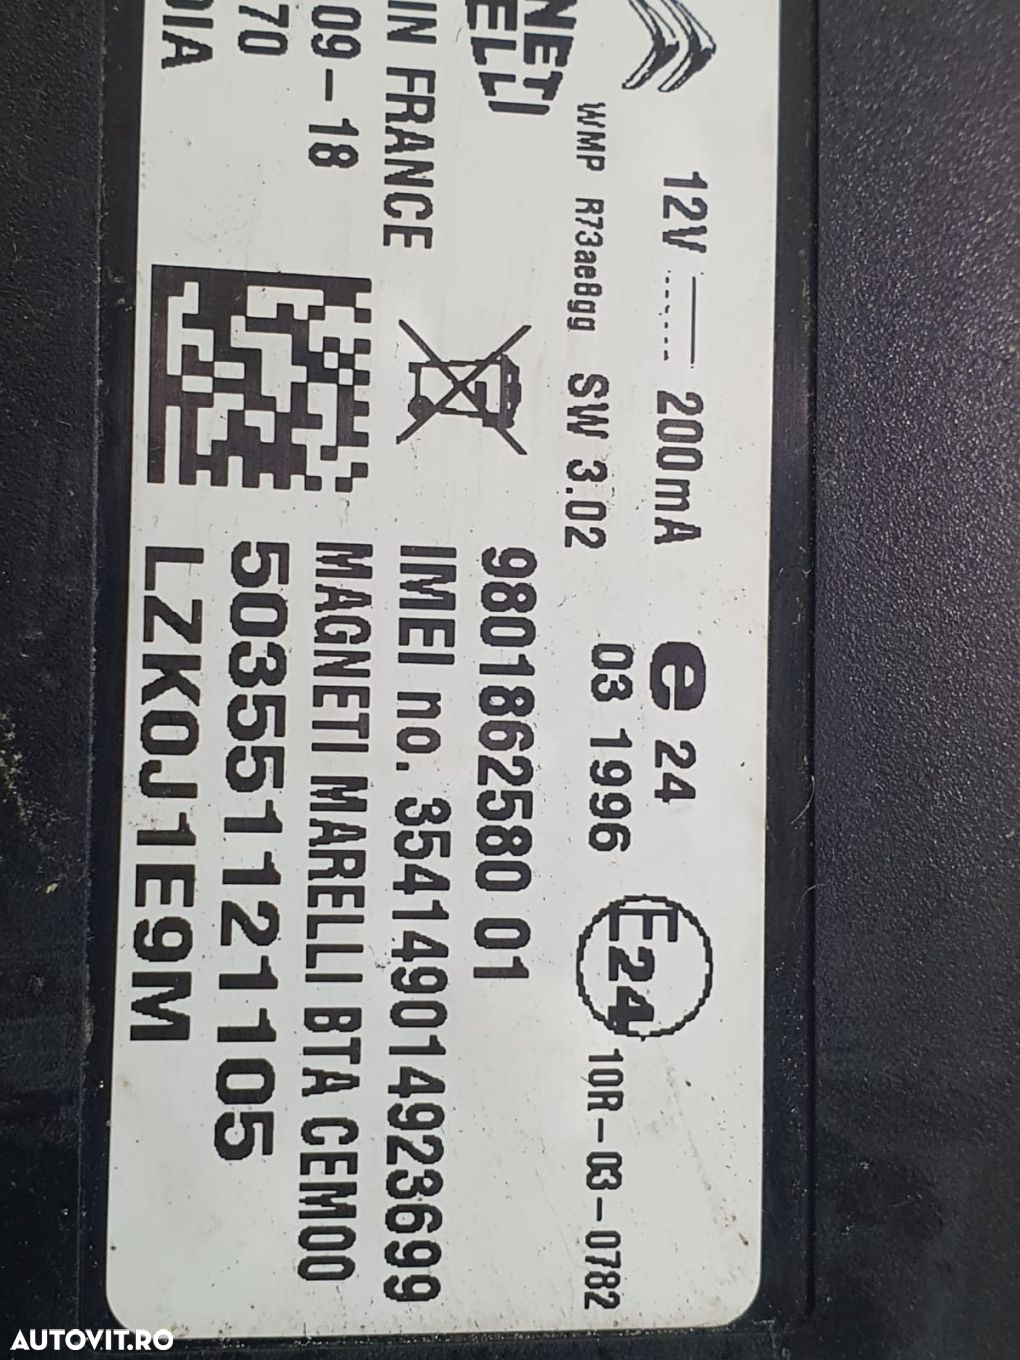 12V 200mA e 24 E24 10R-03-0782
03 1996
WMP R73ae8gg SW 3.02
NETI
ELLI
9801862580 01
IN FRANCE
IMEI no. 354149014923699
09-18
MAGNETI MARELLI BTA CEM00
70
5035551121105
DIA
LZK0J1E9M
AUTOVIT.RO